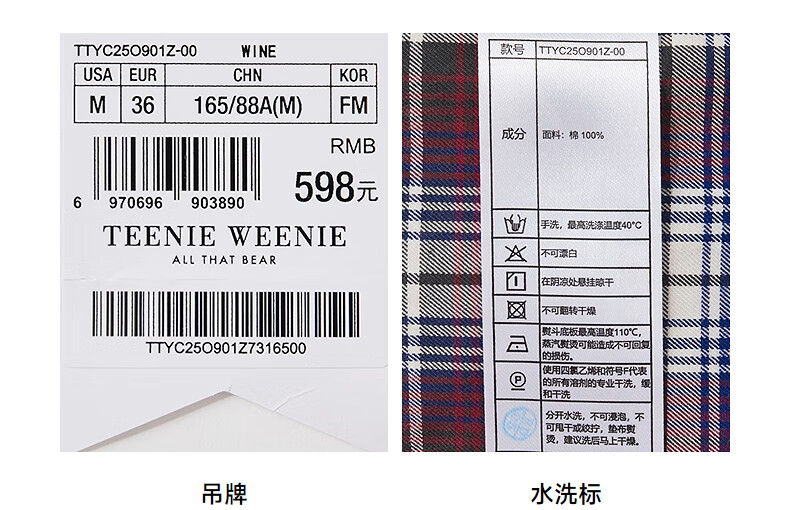 TTYC25O901Z-00 WINE
USA EUR CHN KOR
M 36 165/88A(M) FM
RMB
598元
6 970696 903890
TEENIE WEENIE
ALL THAT BEAR
TTYC25O901Z7316500
款号 TTYC25O901Z-00
成分 面料：棉 100%
手洗，最高洗涤温度40℃
不可漂白
在阴凉处悬挂晾干
不可翻转干燥
熨斗底板最高温度110℃，
蒸汽熨烫可能造成不可回复
的损伤。
P
使用四氯乙烯和符号F代表
的所有溶剂的专业干洗，缓
和干洗
分开水洗，不可浸泡，不
可甩干或绞拧，垫布熨
烫，建议洗后马上干燥。
吊牌
水洗标